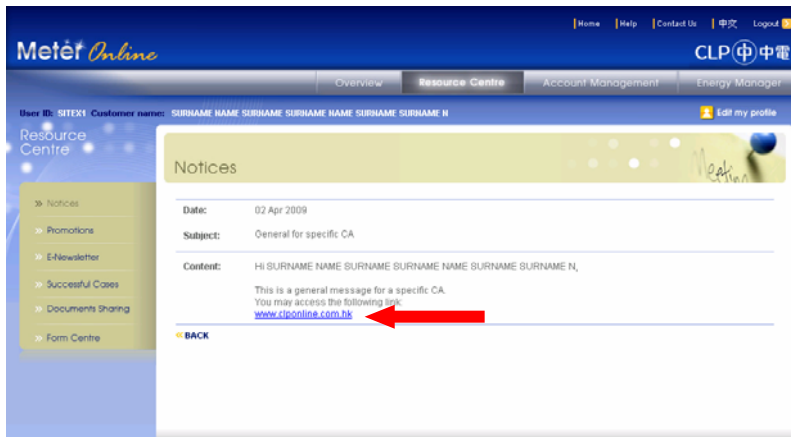 Home Help Contact Us 中文 Logout
Meter Online
CLP 中 中電
Overview Resource Centre Account Management Energy Manager
User ID: SITEX1 Customer name: SURNAME NAME SURNAME SURNAME NAME SURNAME SURNAME N
Edit my profile
Resource
Centre
Notices
Promotions
E-Newsletter
Successful Cases
Documents Sharing
Form Centre
Notices
Meeting
Date: 02 Apr 2009
Subject: General for specific CA
Content: Hi SURNAME NAME SURNAME SURNAME NAME SURNAME SURNAME N,
This is a general message for a specific CA.
You may access the following link:
www.clponline.com.hk
BACK